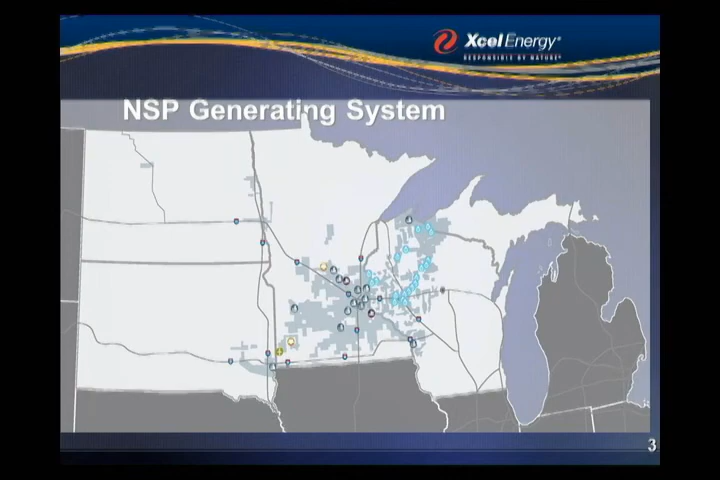 Xcel Energy®
RESPONSIBLE BY NATURE®
NSP Generating System
3